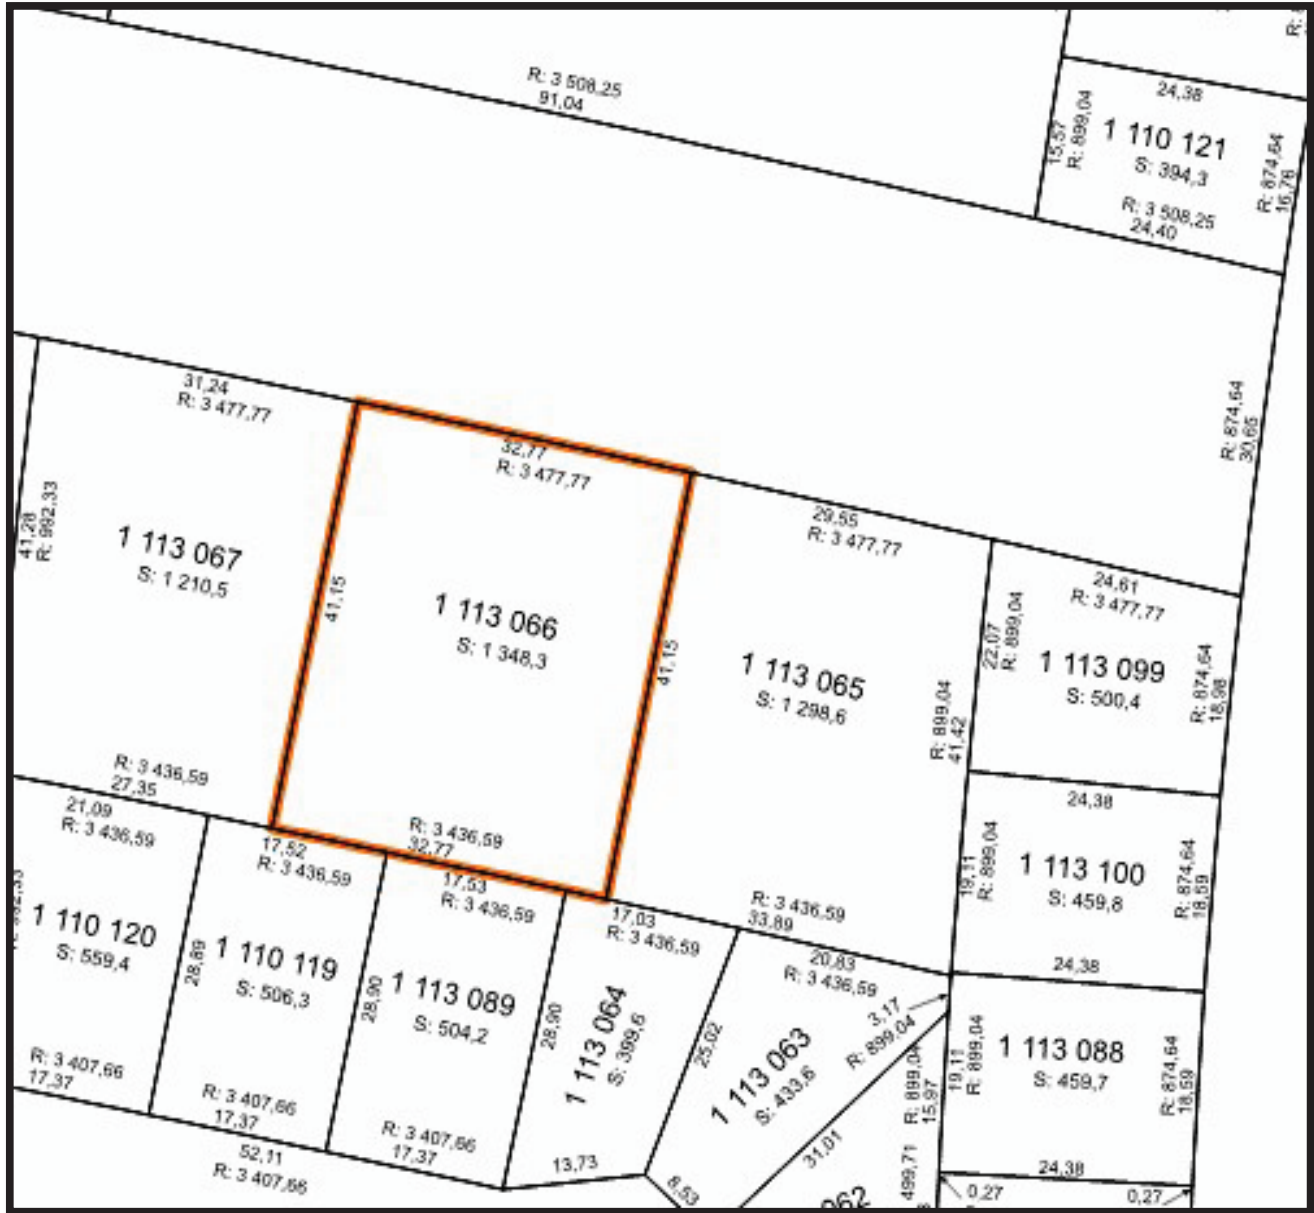 R: 3 508,25
91,04
24,38
15,57
R: 899,04
1 110 121
S: 394,3
R: 874,64
16,76
R: 3 508,25
24,40
31,24
R: 3 477,77
32,77
R: 3 477,77
R: 874,64
30,65
41,28
R: 992,33
1 113 067
S: 1 210,5
41,15
1 113 066
S: 1 348,3
41,15
29,55
R: 3 477,77
1 113 065
S: 1 298,6
R: 899,04
41,42
24,61
R: 3 477,77
22,07
R: 899,04
1 113 099
S: 500,4
R: 874,64
18,98
R: 3 436,59
27,35
R: 3 436,59
32,77
R: 3 436,59
33,89
24,38
19,11
R: 899,04
1 113 100
S: 459,8
R: 874,64
18,59
21,09
R: 3 436,59
17,52
R: 3 436,59
17,53
R: 3 436,59
17,03
R: 3 436,59
20,83
R: 3 436,59
24,38
1 110 120
S: 559,4
28,89
1 110 119
S: 506,3
28,90
1 113 089
S: 504,2
28,90
1 113 064
S: 399,6
25,02
1 113 063
S: 433,6
3,17
R: 899,04
R: 899,04
15,97
19,11
R: 899,04
1 113 088
S: 459,7
R: 874,64
18,59
R: 3 407,66
17,37
R: 3 407,66
17,37
R: 3 407,66
17,37
52,11
R: 3 407,66
13,73
8,53
31,01
062
499,71
24,38
0,27
0,27